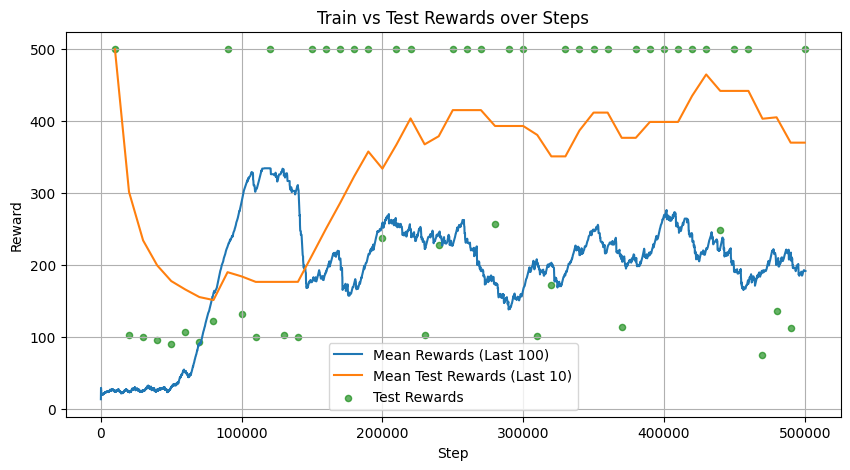 Train vs Test Rewards over Steps
Reward
500
400
300
200
100
0
Mean Rewards (Last 100)
Mean Test Rewards (Last 10)
Test Rewards
0 100000 200000 300000 400000 500000
Step